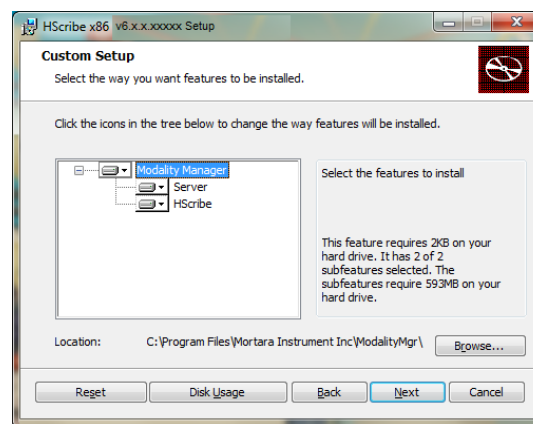 HScribe x86 v6.x.x.xxxxx Setup
Custom Setup
Select the way you want features to be installed.
Click the icons in the tree below to change the way features will be installed.
Modality Manager
Server
HScribe
Select the features to install
This feature requires 2KB on your
hard drive. It has 2 of 2
subfeatures selected. The
subfeatures require 593MB on your
hard drive.
Location: C:\Program Files\Mortara Instrument Inc\ModalityMgr\ Browse...
Reset Disk Usage Back Next Cancel